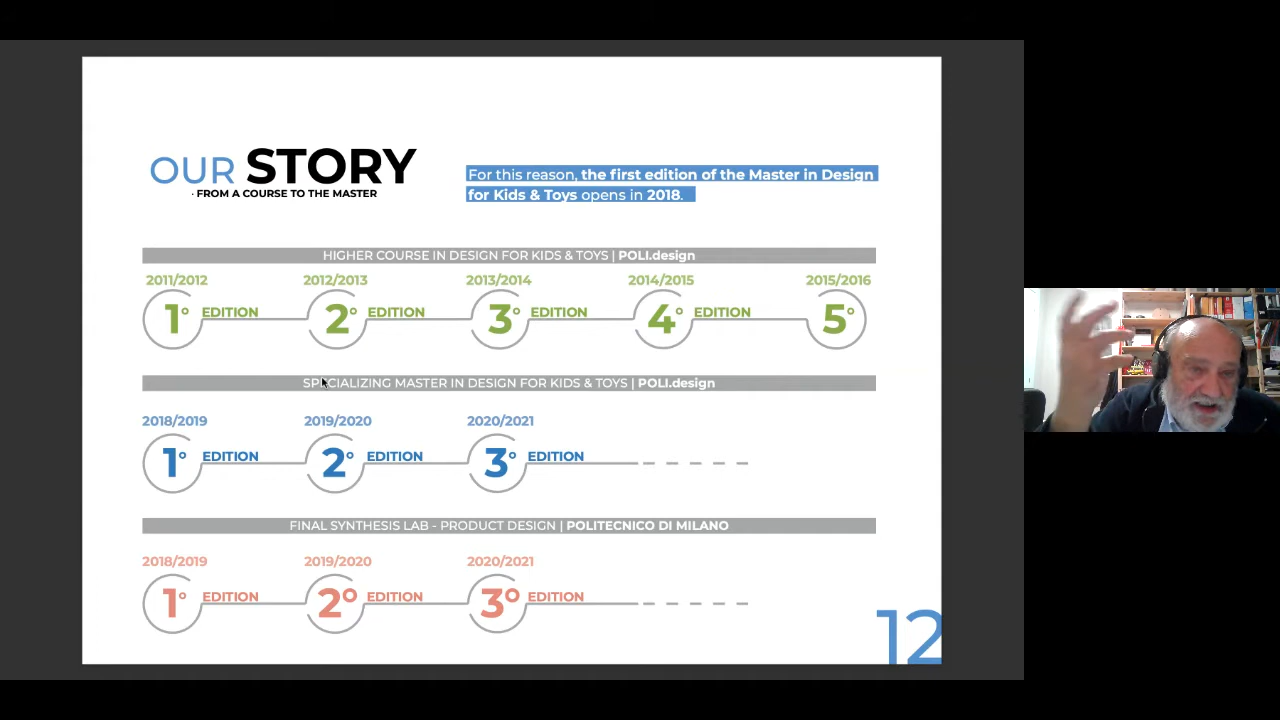 OUR STORY
· FROM A COURSE TO THE MASTER
For this reason, the first edition of the Master in Design
for Kids & Toys opens in 2018.
HIGHER COURSE IN DESIGN FOR KIDS & TOYS | POLI.design
2011/2012 2012/2013 2013/2014 2014/2015 2015/2016
1° EDITION 2° EDITION 3° EDITION 4° EDITION 5°
SPECIALIZING MASTER IN DESIGN FOR KIDS & TOYS | POLI.design
2018/2019 2019/2020 2020/2021
1° EDITION 2° EDITION 3° EDITION
FINAL SYNTHESIS LAB - PRODUCT DESIGN | POLITECNICO DI MILANO
2018/2019 2019/2020 2020/2021
1° EDITION 2° EDITION 3° EDITION
12